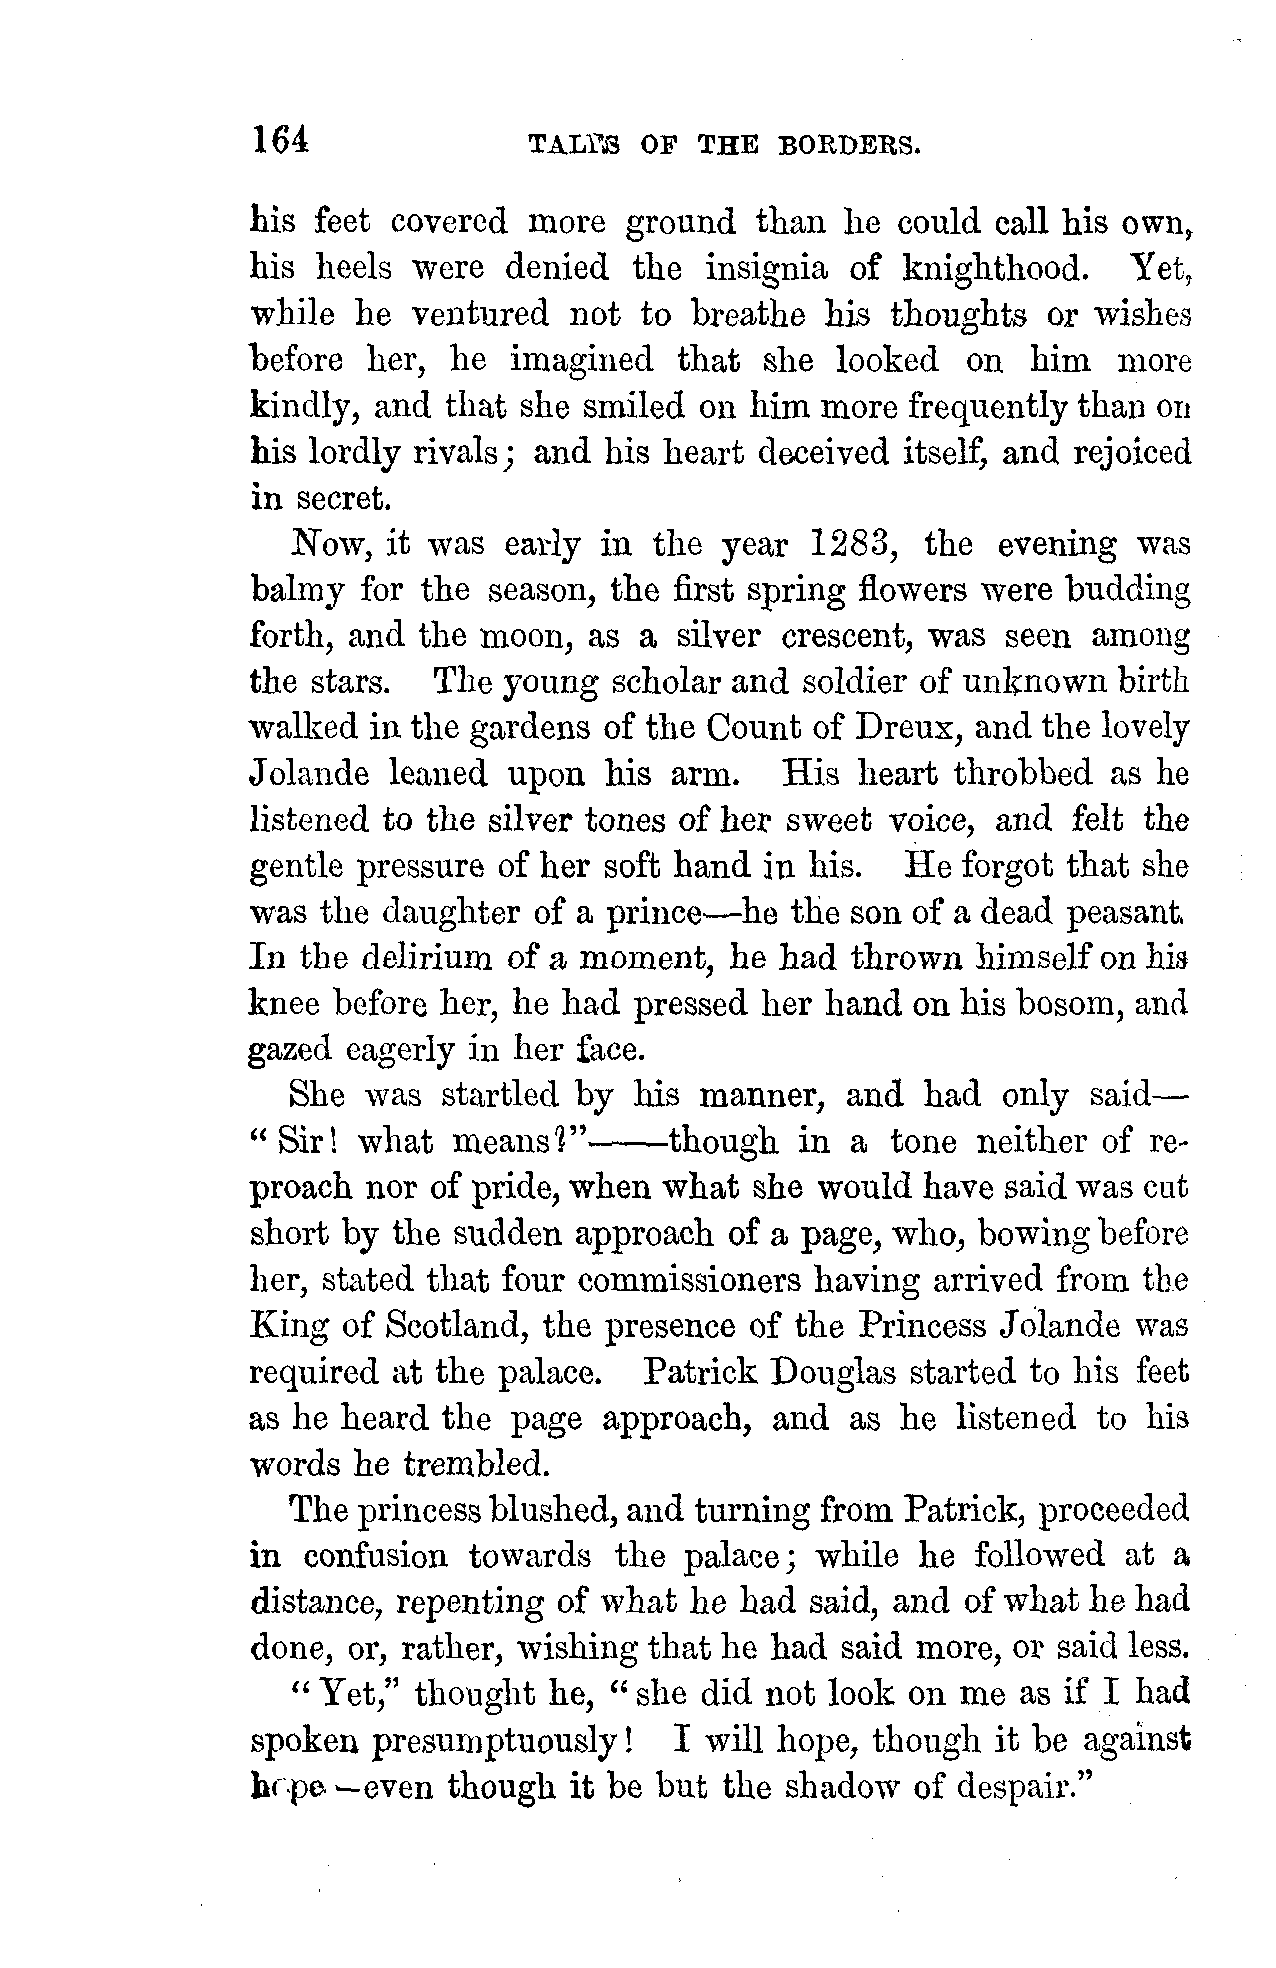 164 TALES OF THE BORDERS.
his feet covered more ground than he could call his own,
his heels were denied the insignia of knighthood. Yet,
while he ventured not to breathe his thoughts or wishes
before her, he imagined that she looked on him more
kindly, and that she smiled on him more frequently than on
his lordly rivals; and his heart deceived itself, and rejoiced
in secret.
Now, it was early in the year 1283, the evening was
balmy for the season, the first spring flowers were budding
forth, and the moon, as a silver crescent, was seen among
the stars. The young scholar and soldier of unknown birth
walked in the gardens of the Count of Dreux, and the lovely
Jolande leaned upon his arm. His heart throbbed as he
listened to the silver tones of her sweet voice, and felt the
gentle pressure of her soft hand in his. He forgot that she
was the daughter of a prince—he the son of a dead peasant.
In the delirium of a moment, he had thrown himself on his
knee before her, he had pressed her hand on his bosom, and
gazed eagerly in her face.
She was startled by his manner, and had only said—
“Sir! what means?”——though in a tone neither of re-
proach nor of pride, when what she would have said was cut
short by the sudden approach of a page, who, bowing before
her, stated that four commissioners having arrived from the
King of Scotland, the presence of the Princess Jolande was
required at the palace. Patrick Douglas started to his feet
as he heard the page approach, and as he listened to his
words he trembled.
The princess blushed, and turning from Patrick, proceeded
in confusion towards the palace; while he followed at a
distance, repenting of what he had said, and of what he had
done, or, rather, wishing that he had said more, or said less.
“Yet,” thought he, “she did not look on me as if I had
spoken presumptuously! I will hope, though it be against
hope—even though it be but the shadow of despair.”